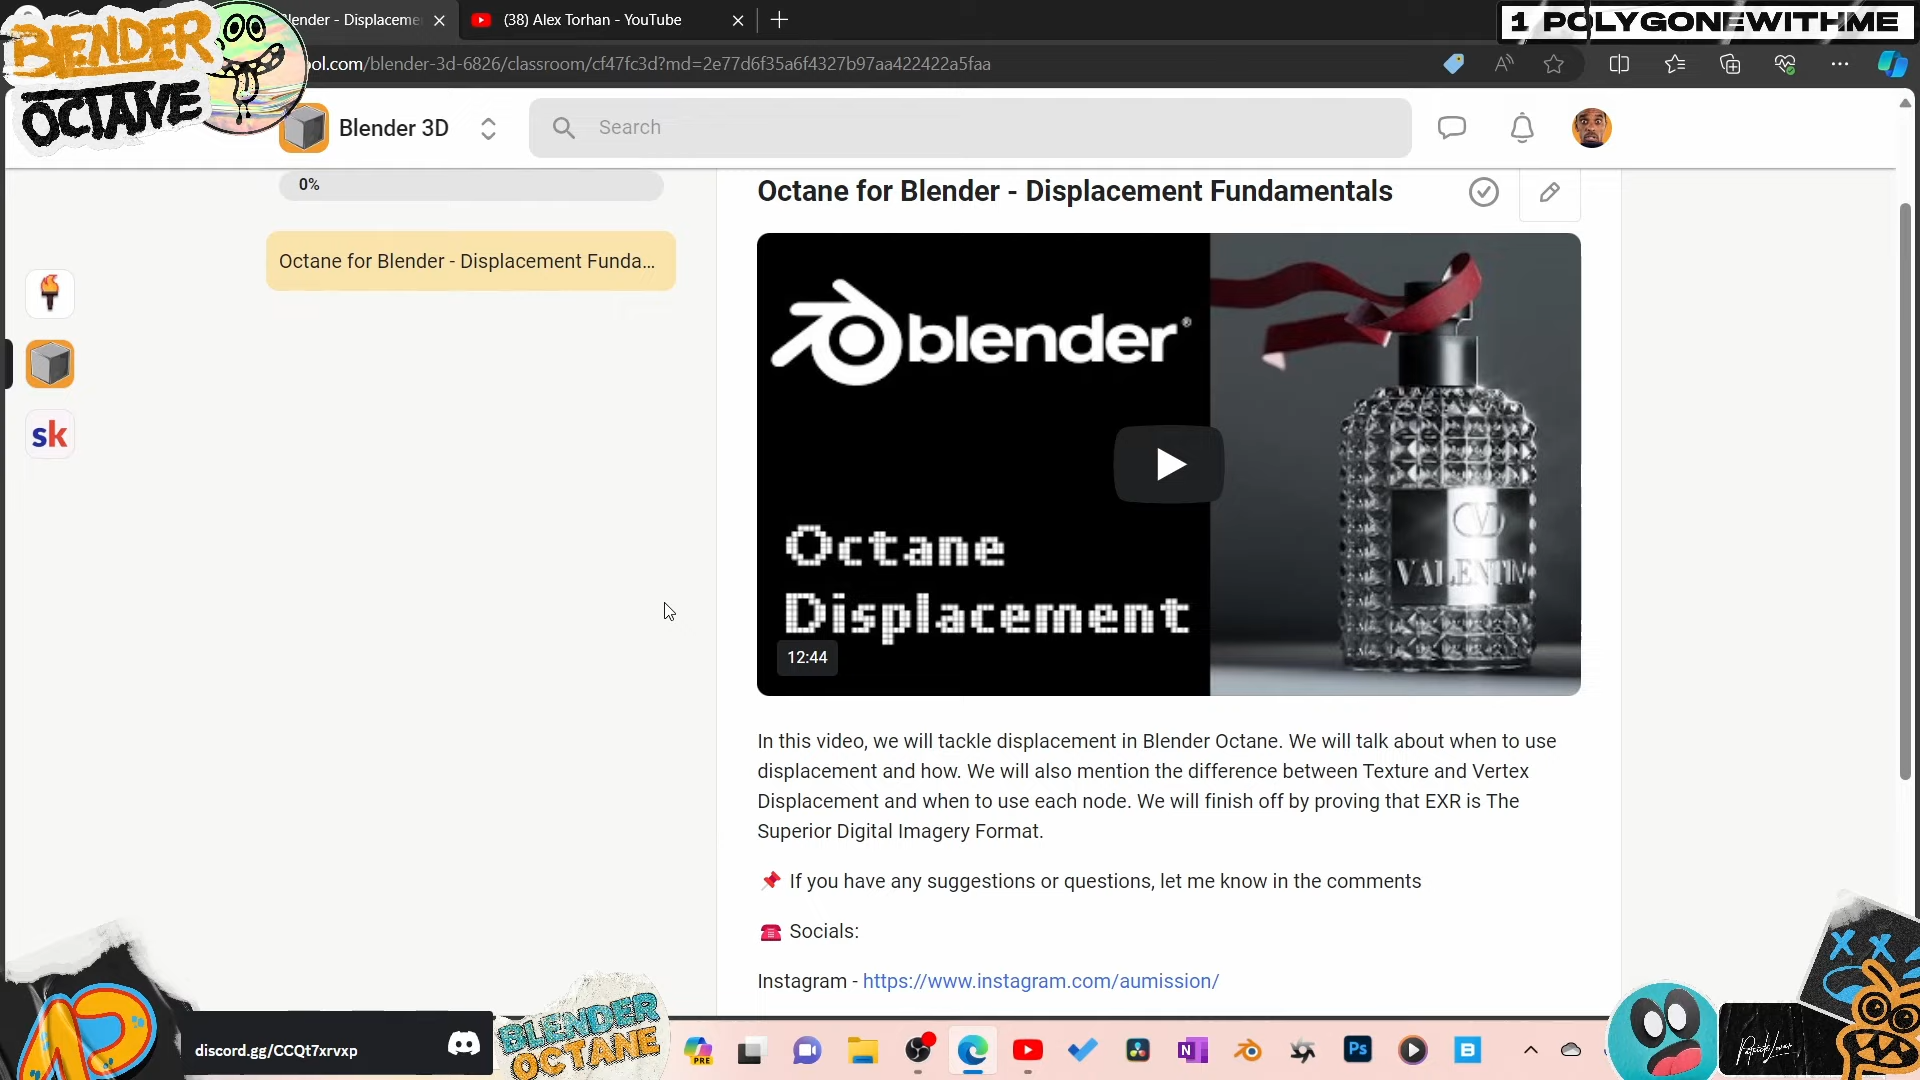 BLENDER
OCTANE
lender - Displaceme
(38) Alex Torhan - YouTube
1 POLYGONEWITHME
ol.com/blender-3d-6826/classroom/cf47fc3d?md=2e77d6f35a6f4327b97aa422422a5faa
Blender 3D
Search
0%
Octane for Blender - Displacement Funda...
sk
Octane for Blender - Displacement Fundamentals
blender
Octane
Displacement
12:44
VALENTIN
In this video, we will tackle displacement in Blender Octane. We will talk about when to use
displacement and how. We will also mention the difference between Texture and Vertex
Displacement and when to use each node. We will finish off by proving that EXR is The
Superior Digital Imagery Format.
📌 If you have any suggestions or questions, let me know in the comments
☎️ Socials:
Instagram - https://www.instagram.com/aumission/
discord.gg/CCQt7xrvxp
BLENDER
OCTANE
PRE
N
Ps
B